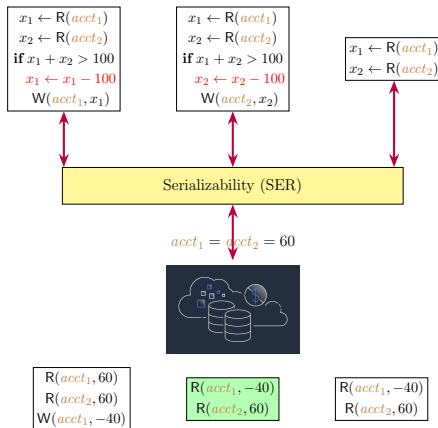 x₁ ← R(acct₁)
x₂ ← R(acct₂)
if x₁ + x₂ > 100
x₁ ← x₁ − 100
W(acct₁, x₁)
x₁ ← R(acct₁)
x₂ ← R(acct₂)
if x₁ + x₂ > 100
x₂ ← x₂ − 100
W(acct₂, x₂)
x₁ ← R(acct₁)
x₂ ← R(acct₂)
Serializability (SER)
acct₁ = acct₂ = 60
R(acct₁, 60)
R(acct₂, 60)
W(acct₁, −40)
R(acct₁, −40)
R(acct₂, 60)
R(acct₁, −40)
R(acct₂, 60)